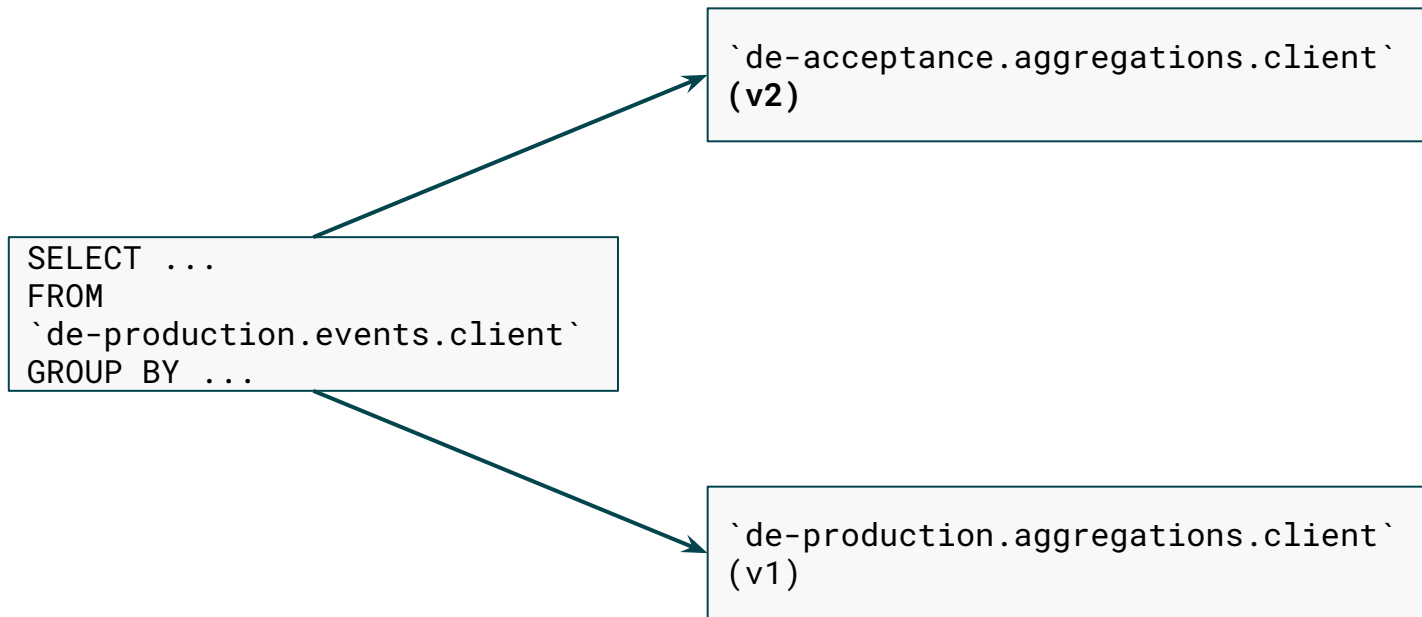 `de-acceptance.aggregations.client`
(v2)
SELECT ...
FROM
`de-production.events.client`
GROUP BY ...
`de-production.aggregations.client`
(v1)